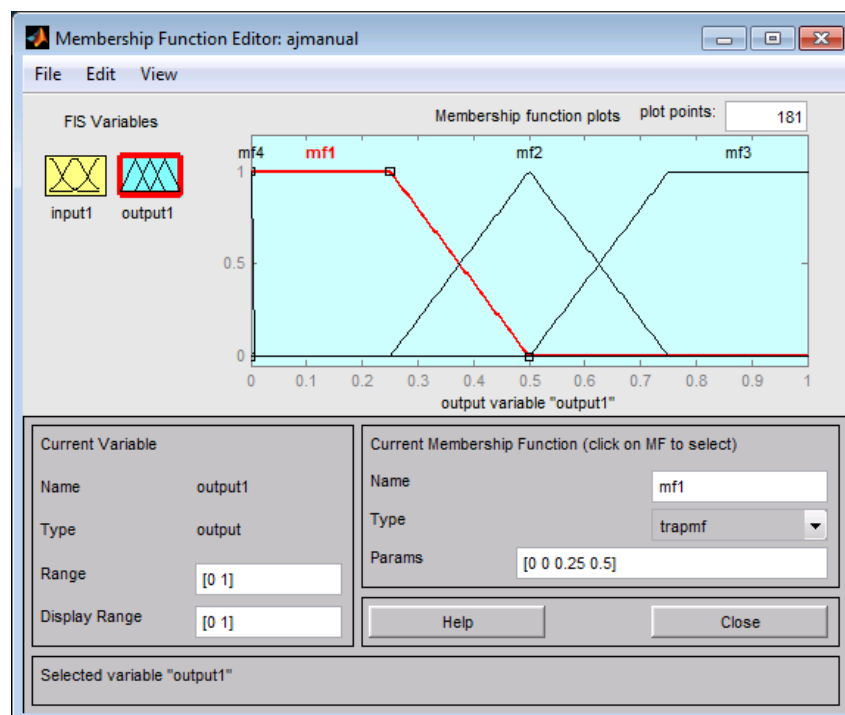 Membership Function Editor: ajmanual
File Edit View
FIS Variables
Membership function plots plot points: 181
mf4 mf1 mf2 mf3
input1 output1
1
0.5
0
0 0.1 0.2 0.3 0.4 0.5 0.6 0.7 0.8 0.9 1
output variable "output1"
Current Variable
Name output1
Type output
Range [0 1]
Display Range [0 1]
Current Membership Function (click on MF to select)
Name mf1
Type trapmf
Params [0 0 0.25 0.5]
Help Close
Selected variable "output1"